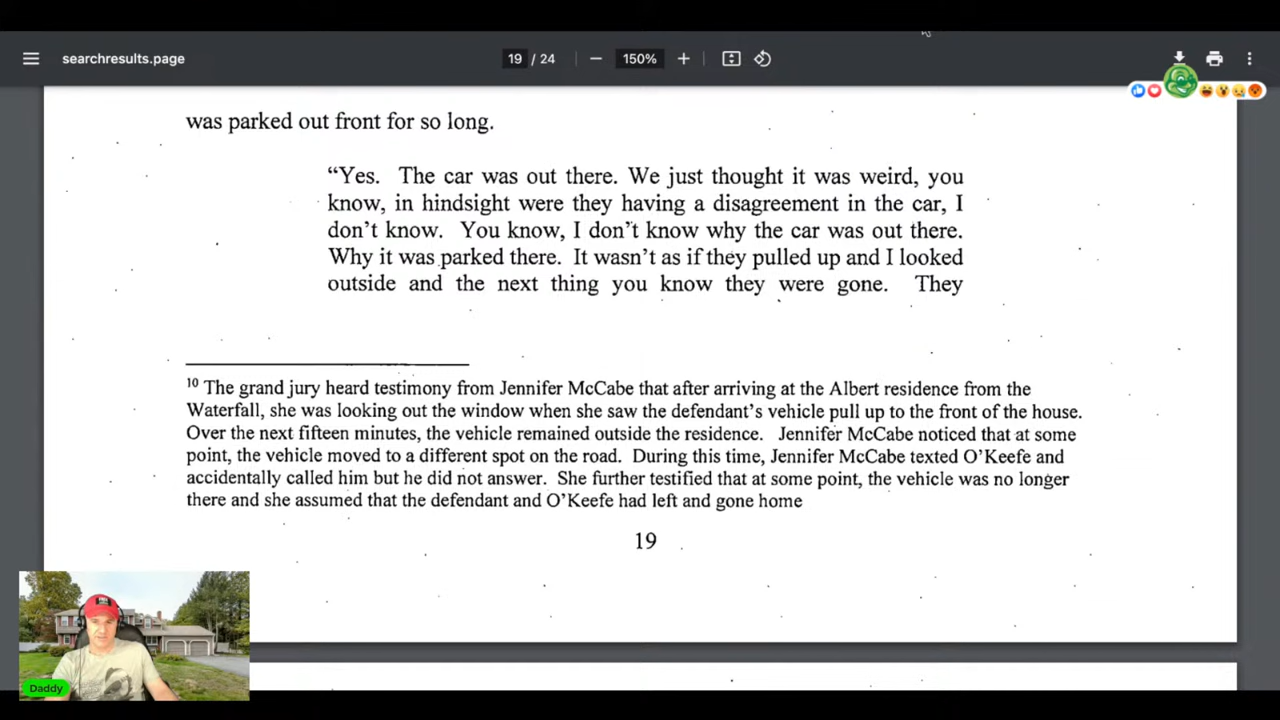 searchresults.page
19 / 24
150%
was parked out front for so long.
“Yes. The car was out there. We just thought it was weird, you
know, in hindsight were they having a disagreement in the car, I
don’t know. You know, I don’t know why the car was out there.
Why it was parked there. It wasn’t as if they pulled up and I looked
outside and the next thing you know they were gone. They
10 The grand jury heard testimony from Jennifer McCabe that after arriving at the Albert residence from the
Waterfall, she was looking out the window when she saw the defendant’s vehicle pull up to the front of the house.
Over the next fifteen minutes, the vehicle remained outside the residence. Jennifer McCabe noticed that at some
point, the vehicle moved to a different spot on the road. During this time, Jennifer McCabe texted O’Keefe and
accidentally called him but he did not answer. She further testified that at some point, the vehicle was no longer
there and she assumed that the defendant and O’Keefe had left and gone home
19
Daddy